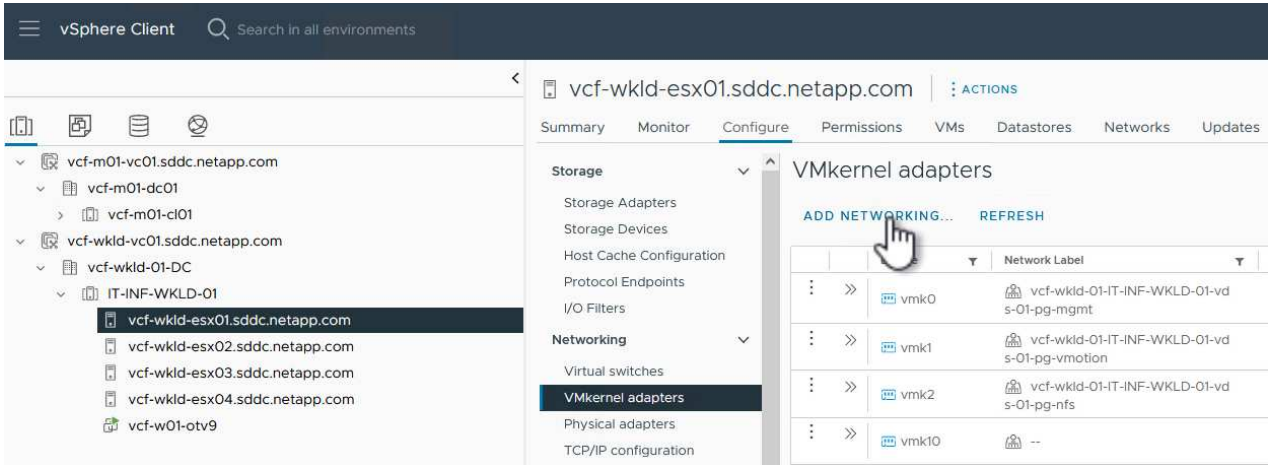 vSphere Client
Search in all environments
vcf-m01-vc01.sddc.netapp.com
vcf-m01-dc01
vcf-m01-cl01
vcf-wkld-vc01.sddc.netapp.com
vcf-wkld-01-DC
IT-INF-WKLD-01
vcf-wkld-esx01.sddc.netapp.com
vcf-wkld-esx02.sddc.netapp.com
vcf-wkld-esx03.sddc.netapp.com
vcf-wkld-esx04.sddc.netapp.com
vcf-w01-otv9
vcf-wkld-esx01.sddc.netapp.com
ACTIONS
Summary Monitor Configure Permissions VMs Datastores Networks Updates
Storage
Storage Adapters
Storage Devices
Host Cache Configuration
Protocol Endpoints
I/O Filters
Networking
Virtual switches
VMkernel adapters
Physical adapters
TCP/IP configuration
VMkernel adapters
ADD NETWORKING... REFRESH
Network Label
vmk0
vcf-wkld-01-IT-INF-WKLD-01-vd
s-01-pg-mgmt
vmk1
vcf-wkld-01-IT-INF-WKLD-01-vd
s-01-pg-vmotion
vmk2
vcf-wkld-01-IT-INF-WKLD-01-vd
s-01-pg-nfs
vmk10
--